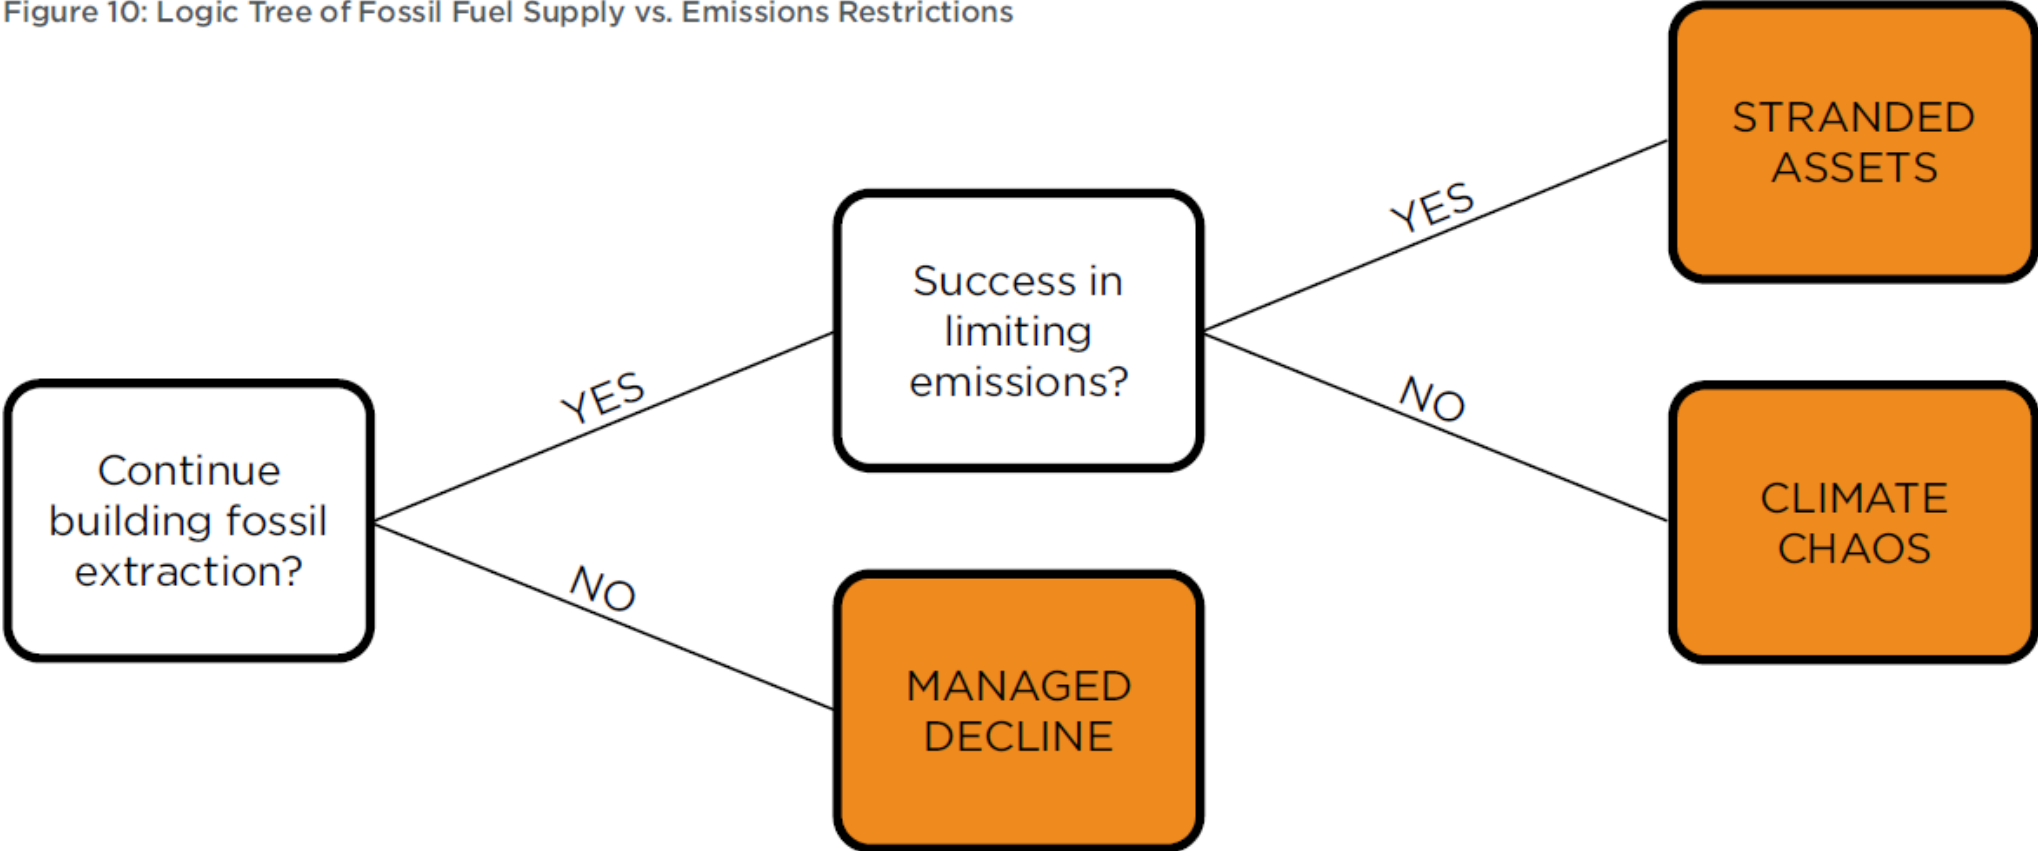 Figure 10: Logic Tree of Fossil Fuel Supply vs. Emissions Restrictions
Continue
building fossil
extraction?
YES
NO
Success in
limiting
emissions?
MANAGED
DECLINE
YES
NO
STRANDED
ASSETS
CLIMATE
CHAOS